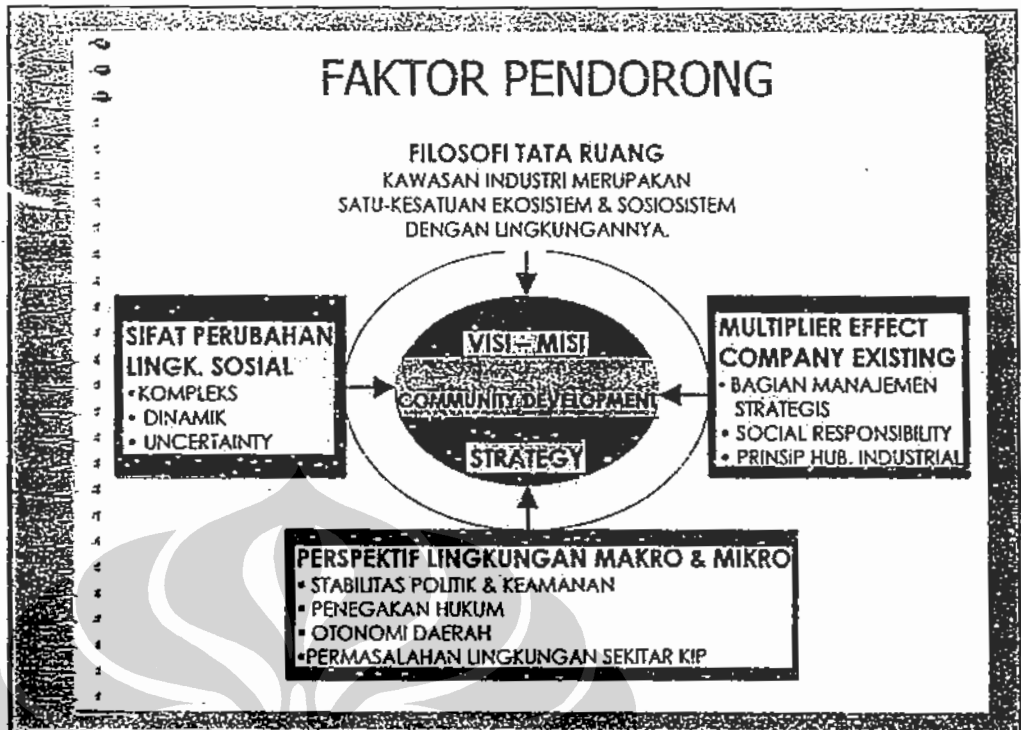 FAKTOR PENDORONG
FILOSOFI TATA RUANG
KAWASAN INDUSTRI MERUPAKAN
SATU-KESATUAN EKOSISTEM & SOSIOSISTEM
DENGAN LINGKUNGANNYA.
SIFAT PERUBAHAN
LINGK. SOSIAL
• KOMPLEKS
• DINAMIK
• UNCERTAINTY
VISI – MISI
COMMUNITY DEVELOPMENT
STRATEGY
MULTIPLIER EFFECT
COMPANY EXISTING
• BAGIAN MANAJEMEN
STRATEGIS
• SOCIAL RESPONSIBILITY
• PRINSIP HUB. INDUSTRIAL
PERSPEKTIF LINGKUNGAN MAKRO & MIKRO
• STABILITAS POLITIK & KEAMANAN
• PENEGAKAN HUKUM
• OTONOMI DAERAH
• PERMASALAHAN LINGKUNGAN SEKITAR KIP